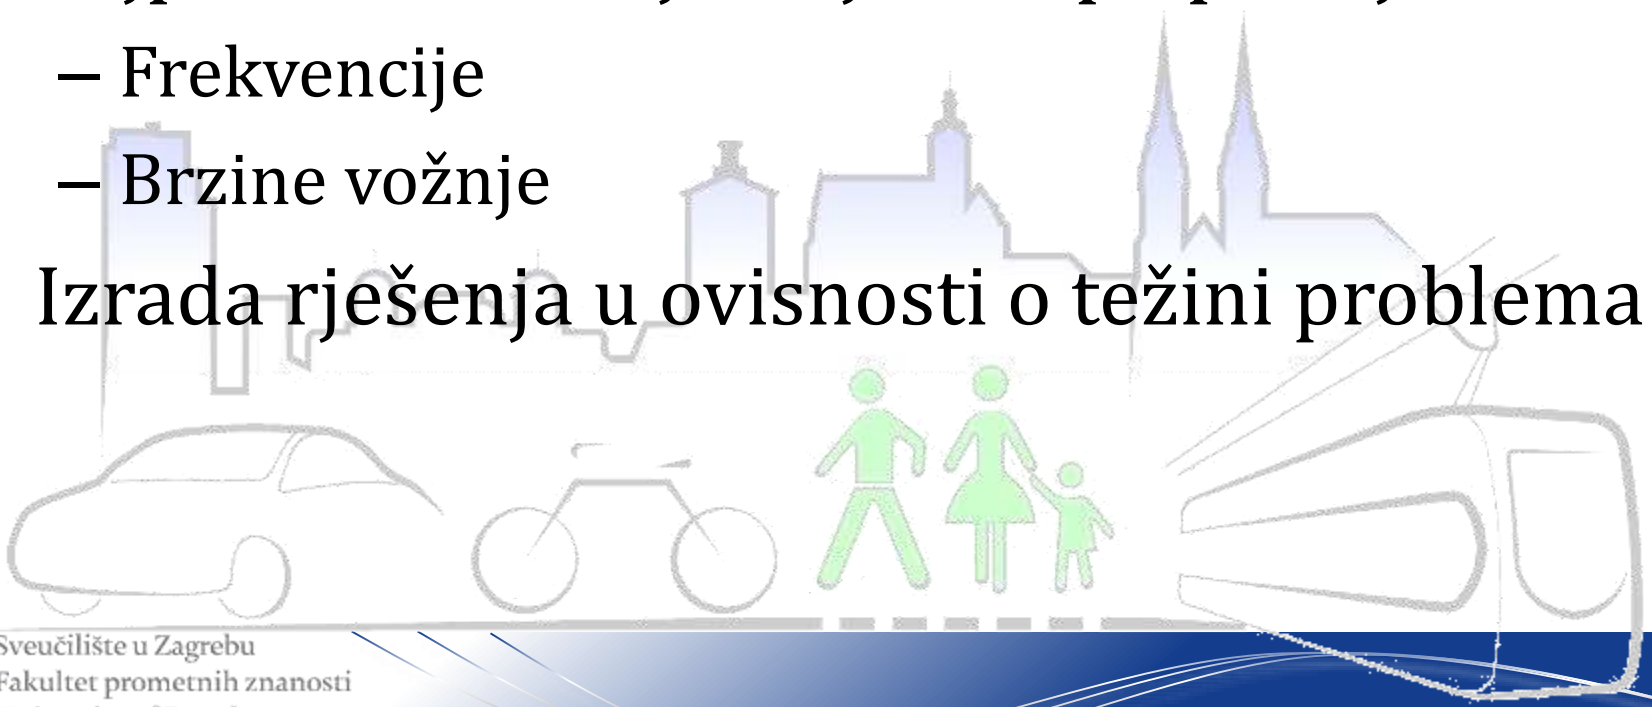 – Frekvencije
– Brzine vožnje
Izrada rješenja u ovisnosti o težini problema
Sveučilište u Zagrebu
Fakultet prometnih znanosti